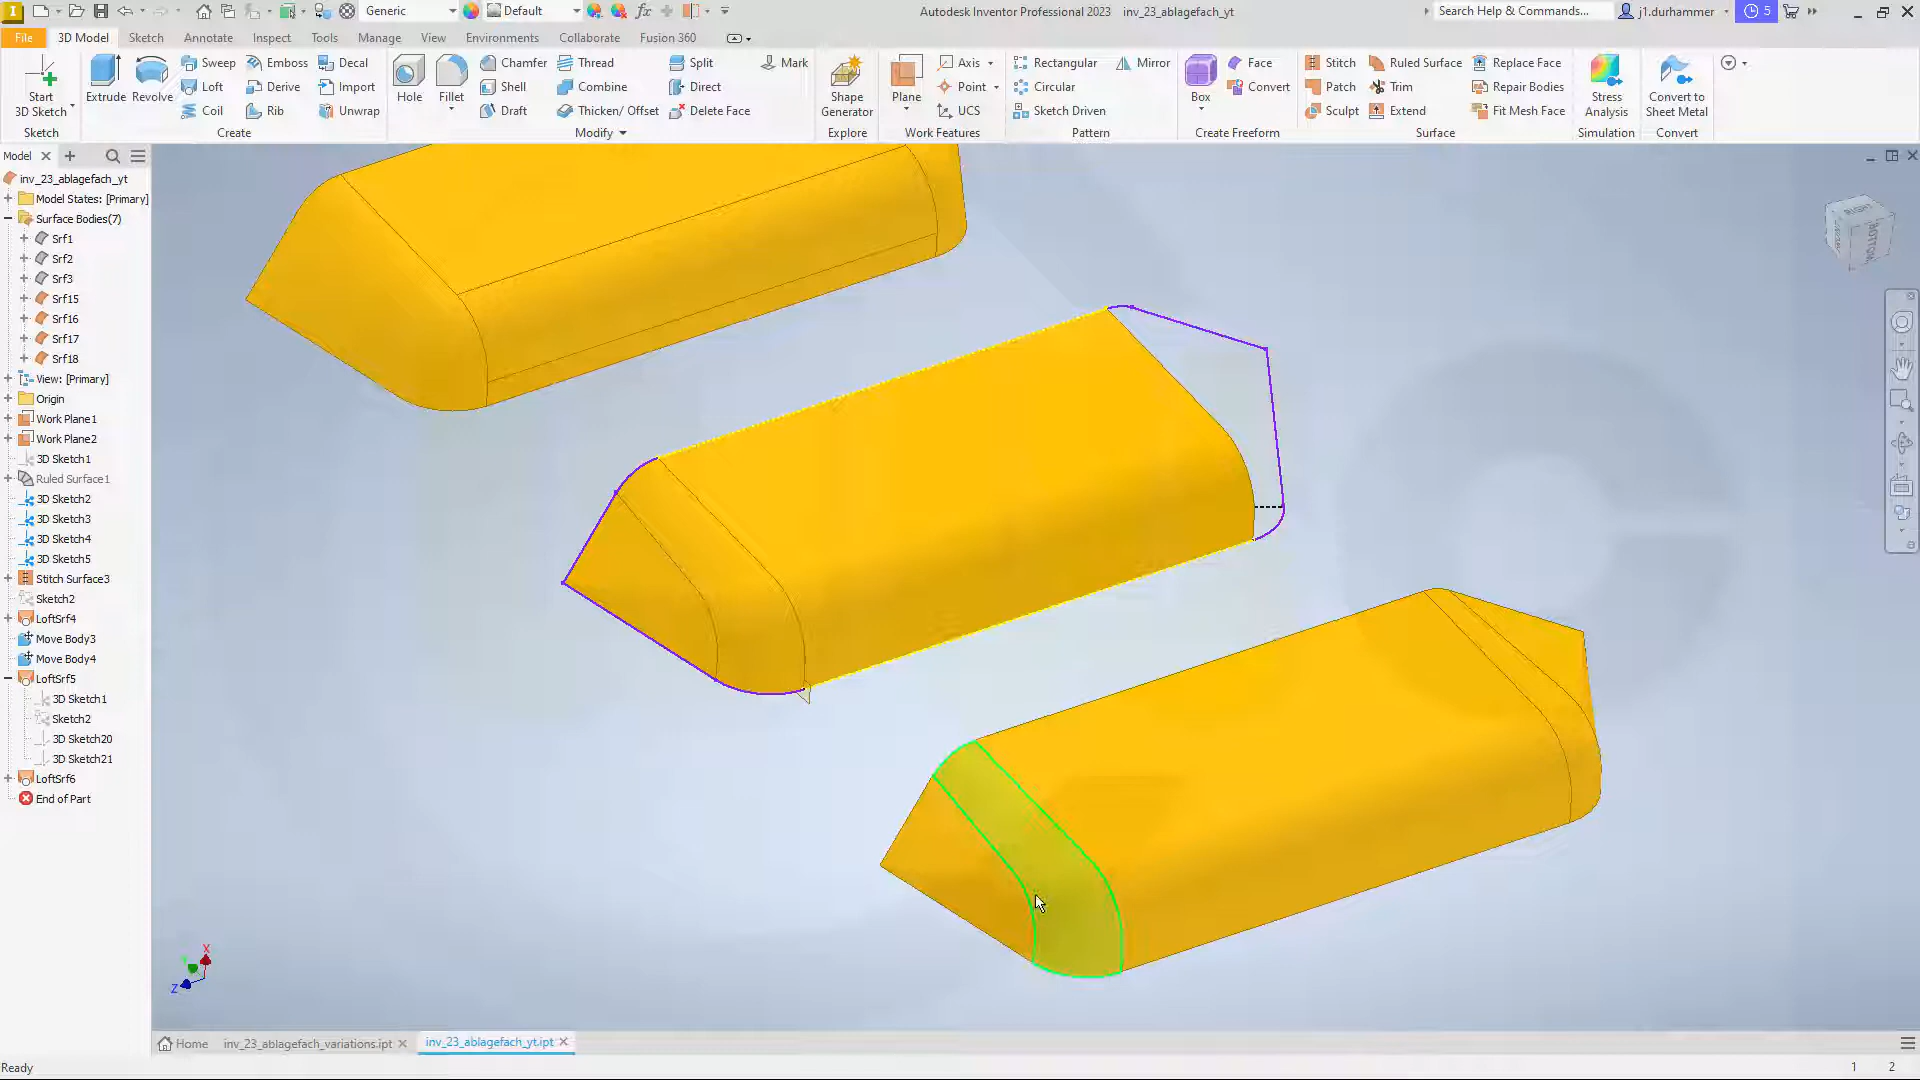 Generic
Default
Autodesk Inventor Professional 2023 inv_23_ablagefach_yt
Search Help & Commands...
j1.durhammer
5
File 3D Model Sketch Annotate Inspect Tools Manage View Environments Collaborate Fusion 360
Start 3D Sketch
Extrude
Revolve
Sweep
Loft
Coil
Emboss
Derive
Rib
Decal
Import
Unwrap
Hole
Fillet
Chamfer
Shell
Draft
Thread
Combine
Thicken/ Offset
Split
Direct
Delete Face
Mark
Shape Generator
Plane
Axis
Point
UCS
Rectangular
Circular
Sketch Driven
Mirror
Box
Face
Convert
Stitch
Patch
Sculpt
Ruled Surface
Trim
Extend
Replace Face
Repair Bodies
Fit Mesh Face
Stress Analysis
Convert to Sheet Metal
Sketch Create Modify Explore Work Features Pattern Create Freeform Surface Simulation Convert
Model
inv_23_ablagefach_yt
Model States: [Primary]
Surface Bodies(7)
Srf1
Srf2
Srf3
Srf15
Srf16
Srf17
Srf18
View: [Primary]
Origin
Work Plane1
Work Plane2
3D Sketch1
Ruled Surface1
3D Sketch2
3D Sketch3
3D Sketch4
3D Sketch5
Stitch Surface3
Sketch2
LoftSrf4
Move Body3
Move Body4
LoftSrf5
3D Sketch1
Sketch2
3D Sketch20
3D Sketch21
LoftSrf6
End of Part
RIGHT
BOTTOM
X
Y
Z
Home inv_23_ablagefach_variations.ipt inv_23_ablagefach_yt.ipt
Ready
1 2